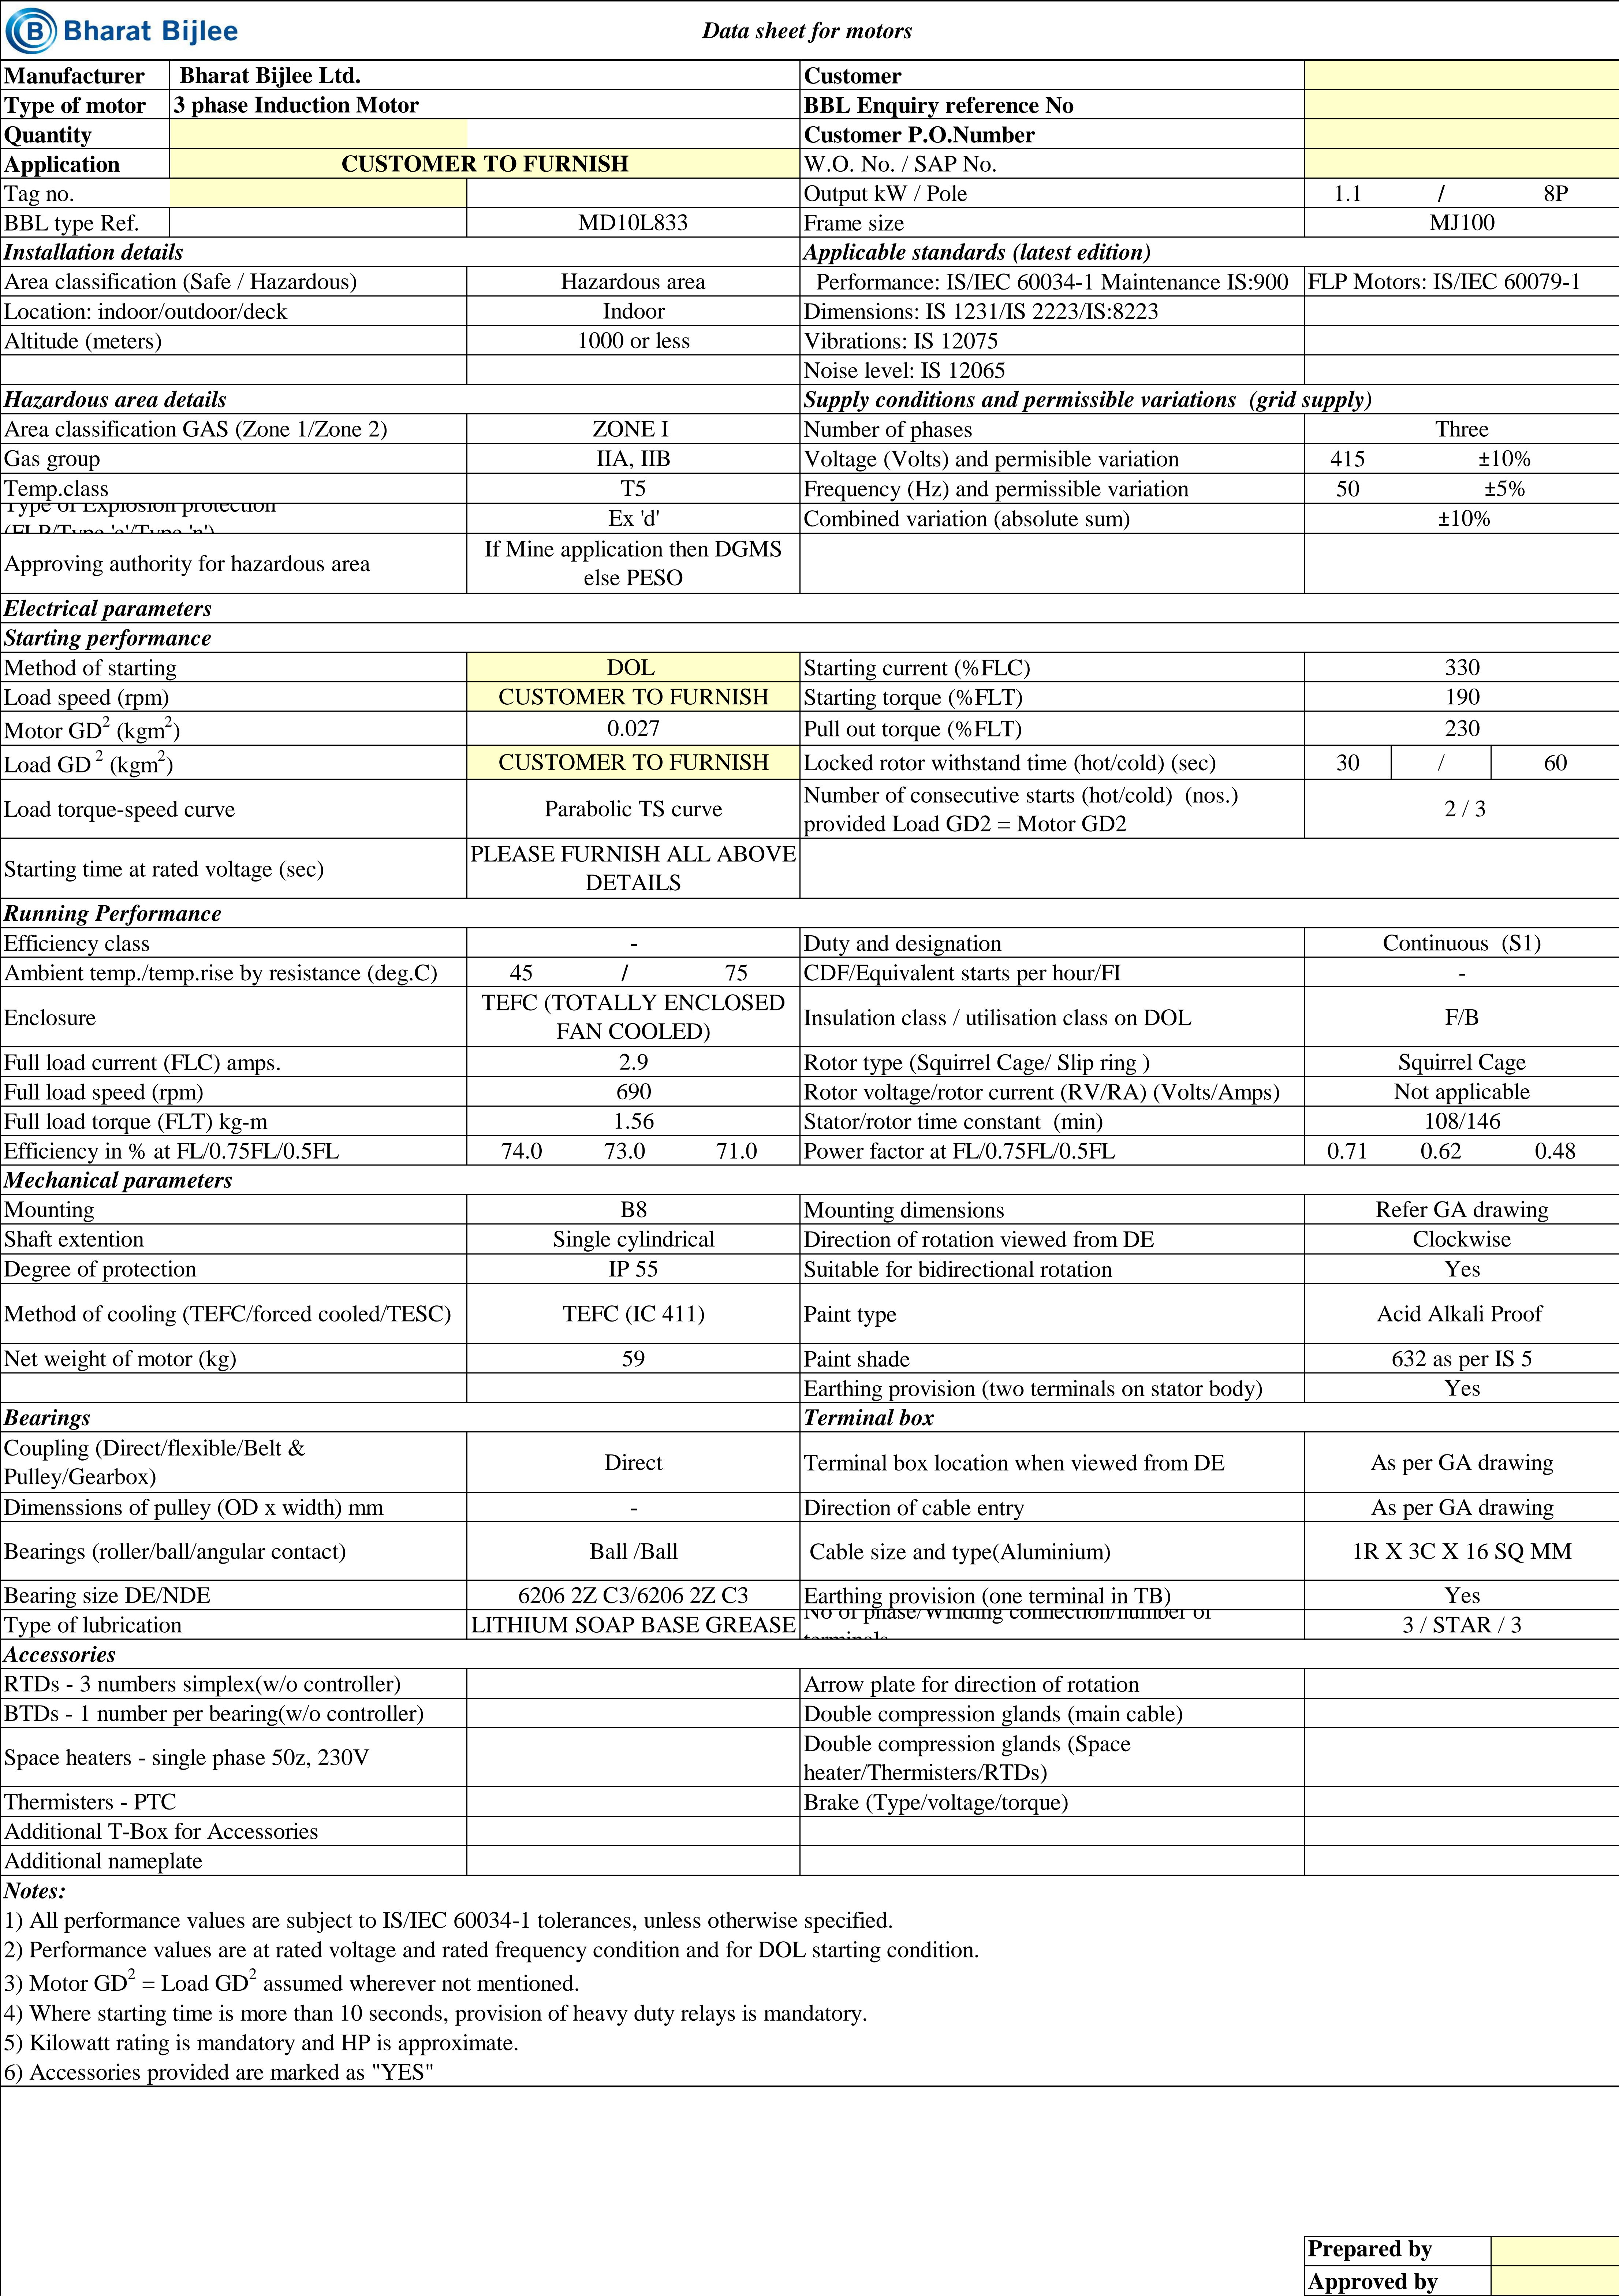 B Bharat Bijlee
Data sheet for motors
Manufacturer Bharat Bijlee Ltd. Customer
Type of motor 3 phase Induction Motor BBL Enquiry reference No
Quantity Customer P.O.Number
Application CUSTOMER TO FURNISH W.O. No. / SAP No.
Tag no. Output kW / Pole 1.1 / 8P
BBL type Ref. MD10L833 Frame size MJ100
Installation details Applicable standards (latest edition)
Area classification (Safe / Hazardous) Hazardous area Performance: IS/IEC 60034-1 Maintenance IS:900 FLP Motors: IS/IEC 60079-1
Location: indoor/outdoor/deck Indoor Dimensions: IS 1231/IS 2223/IS:8223
Altitude (meters) 1000 or less Vibrations: IS 12075
Noise level: IS 12065
Hazardous area details Supply conditions and permissible variations (grid supply)
Area classification GAS (Zone 1/Zone 2) ZONE I Number of phases Three
Gas group IIA, IIB Voltage (Volts) and permisible variation 415 ±10%
Temp.class T5 Frequency (Hz) and permissible variation 50 ±5%
Type of Explosion protection
(FLP/Type 'e'/Type 'n') Ex 'd' Combined variation (absolute sum) ±10%
Approving authority for hazardous area If Mine application then DGMS
else PESO
Electrical parameters
Starting performance
Method of starting DOL Starting current (%FLC) 330
Load speed (rpm) CUSTOMER TO FURNISH Starting torque (%FLT) 190
Motor GD2 (kgm2) 0.027 Pull out torque (%FLT) 230
Load GD 2 (kgm2) CUSTOMER TO FURNISH Locked rotor withstand time (hot/cold) (sec) 30 / 60
Load torque-speed curve Parabolic TS curve Number of consecutive starts (hot/cold) (nos.)
provided Load GD2 = Motor GD2 2 / 3
Starting time at rated voltage (sec) PLEASE FURNISH ALL ABOVE
DETAILS
Running Performance
Efficiency class - Duty and designation Continuous (S1)
Ambient temp./temp.rise by resistance (deg.C) 45 / 75 CDF/Equivalent starts per hour/FI -
Enclosure TEFC (TOTALLY ENCLOSED
FAN COOLED) Insulation class / utilisation class on DOL F/B
Full load current (FLC) amps. 2.9 Rotor type (Squirrel Cage/ Slip ring ) Squirrel Cage
Full load speed (rpm) 690 Rotor voltage/rotor current (RV/RA) (Volts/Amps) Not applicable
Full load torque (FLT) kg-m 1.56 Stator/rotor time constant (min) 108/146
Efficiency in % at FL/0.75FL/0.5FL 74.0 73.0 71.0 Power factor at FL/0.75FL/0.5FL 0.71 0.62 0.48
Mechanical parameters
Mounting B8 Mounting dimensions Refer GA drawing
Shaft extention Single cylindrical Direction of rotation viewed from DE Clockwise
Degree of protection IP 55 Suitable for bidirectional rotation Yes
Method of cooling (TEFC/forced cooled/TESC) TEFC (IC 411) Paint type Acid Alkali Proof
Net weight of motor (kg) 59 Paint shade 632 as per IS 5
Earthing provision (two terminals on stator body) Yes
Bearings Terminal box
Coupling (Direct/flexible/Belt &
Pulley/Gearbox) Direct Terminal box location when viewed from DE As per GA drawing
Dimenssions of pulley (OD x width) mm - Direction of cable entry As per GA drawing
Bearings (roller/ball/angular contact) Ball /Ball Cable size and type(Aluminium) 1R X 3C X 16 SQ MM
Bearing size DE/NDE 6206 2Z C3/6206 2Z C3 Earthing provision (one terminal in TB) Yes
Type of lubrication LITHIUM SOAP BASE GREASE No of phase/Winding connection/number of
terminals 3 / STAR / 3
Accessories
RTDs - 3 numbers simplex(w/o controller) Arrow plate for direction of rotation
BTDs - 1 number per bearing(w/o controller) Double compression glands (main cable)
Space heaters - single phase 50z, 230V Double compression glands (Space
heater/Thermisters/RTDs)
Thermisters - PTC Brake (Type/voltage/torque)
Additional T-Box for Accessories
Additional nameplate
Notes:
1) All performance values are subject to IS/IEC 60034-1 tolerances, unless otherwise specified.
2) Performance values are at rated voltage and rated frequency condition and for DOL starting condition.
3) Motor GD2 = Load GD2 assumed wherever not mentioned.
4) Where starting time is more than 10 seconds, provision of heavy duty relays is mandatory.
5) Kilowatt rating is mandatory and HP is approximate.
6) Accessories provided are marked as "YES"
Prepared by
Approved by